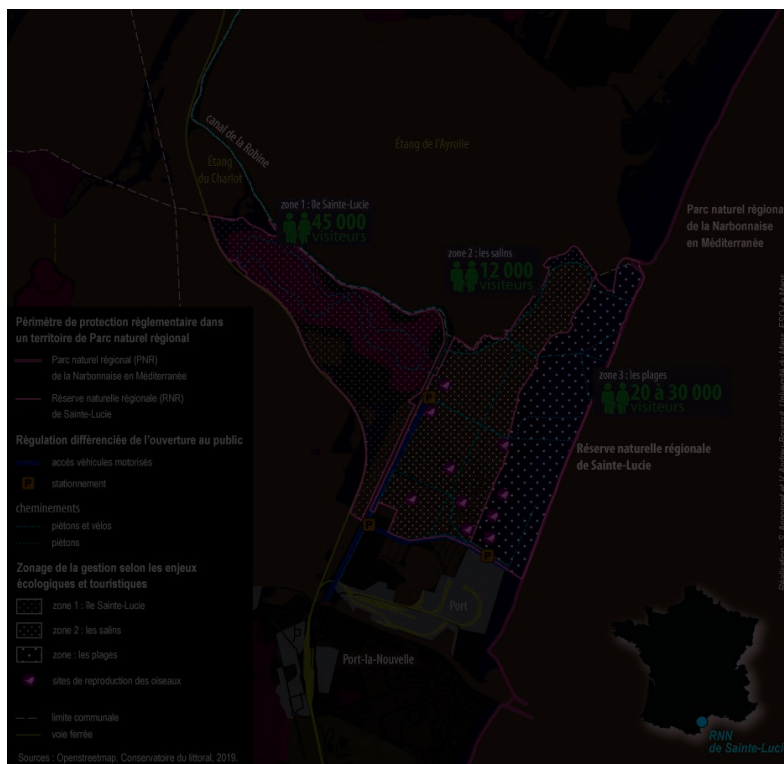 canal de la Robine
Étang de l'Ayrolle
Étang
du Charlot
zone 1 : île Sainte-Lucie
45 000
visiteurs
Parc naturel régional
de la Narbonnaise
en Méditerranée
zone 2 : les salins
12 000
visiteurs
zone 3 : les plages
20 à 30 000
visiteurs
Réserve naturelle régionale
de Sainte-Lucie
P
P
P
Port
Port-la-Nouvelle
Périmètre de protection réglementaire dans
un territoire de Parc naturel régional
Parc naturel régional (PNR)
de la Narbonnaise en Méditerranée
Réserve naturelle régionale (RNR)
de Sainte-Lucie
Régulation différenciée de l'ouverture au public
accès véhicules motorisés
P stationnement
cheminements
piétons et vélos
piétons
Zonage de la gestion selon les enjeux
écologiques et touristiques
zone 1 : île Sainte-Lucie
zone 2 : les salins
zone : les plages
sites de reproduction des oiseaux
limite communale
voie ferrée
Sources : Openstreetmap, Conservatoire du littoral, 2019.
RNN
de Sainte-Lucie